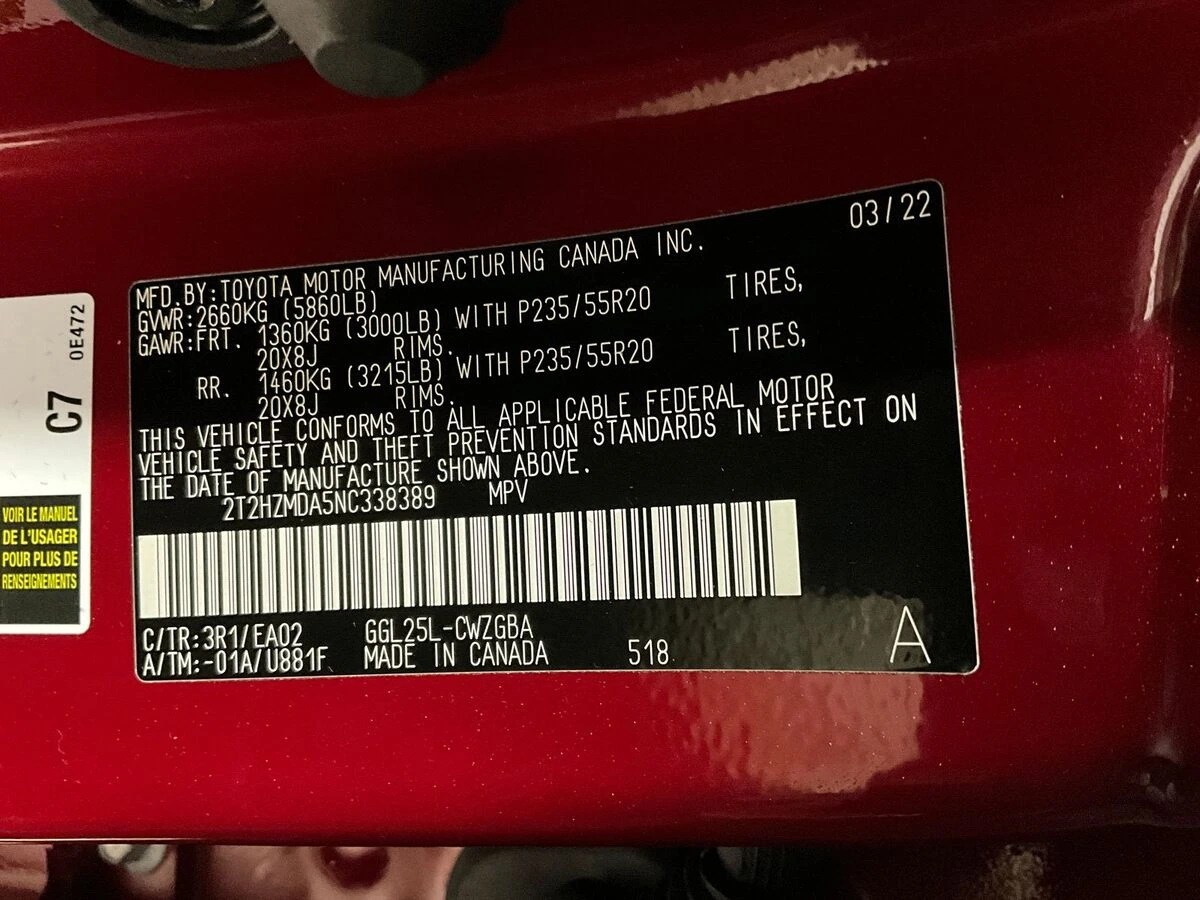 03/22
MFD.BY:TOYOTA MOTOR MANUFACTURING CANADA INC.
GVWR:2660KG (5860LB)
GAWR:FRT. 1360KG (3000LB) WITH P235/55R20 TIRES,
20X8J RIMS.
RR. 1460KG (3215LB) WITH P235/55R20 TIRES,
20X8J RIMS.
THIS VEHICLE CONFORMS TO ALL APPLICABLE FEDERAL MOTOR
VEHICLE SAFETY AND THEFT PREVENTION STANDARDS IN EFFECT ON
THE DATE OF MANUFACTURE SHOWN ABOVE.
2T2HZMDA5NC338389 MPV
C/TR:3R1/EA02 GGL25L-CWZGBA
A/TM:-01A/U881F MADE IN CANADA 518 A
C7 0E472
VOIR LE MANUEL
DE L'USAGER
POUR PLUS DE
RENSEIGNEMENTS